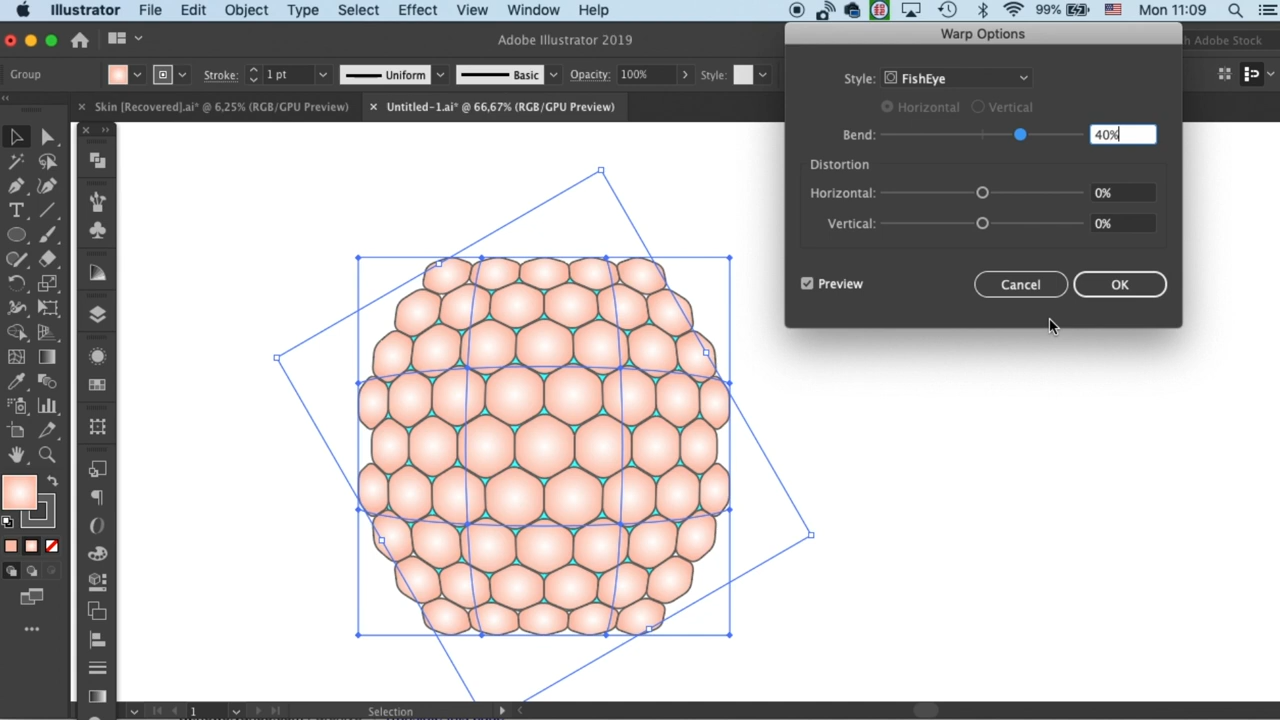 Illustrator File Edit Object Type Select Effect View Window Help 99% Mon 11:09
Adobe Illustrator 2019
h Adobe Stock
Group Stroke: 1 pt Uniform Basic Opacity: 100% Style:
Skin [Recovered].ai* @ 6,25% (RGB/GPU Preview) Untitled-1.ai* @ 66,67% (RGB/GPU Preview)
Warp Options
Style: FishEye
Horizontal Vertical
Bend: 40%
Distortion
Horizontal: 0%
Vertical: 0%
Preview Cancel OK
1 Selection